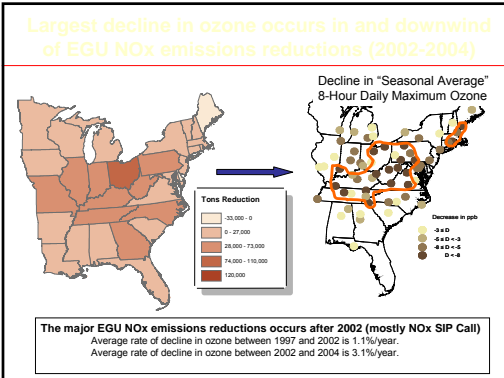 Largest decline in ozone occurs in and downwind
of EGU NOx emissions reductions (2002-2004)
Decline in “Seasonal Average”
8-Hour Daily Maximum Ozone
Tons Reduction
-33,000 - 0
0 - 27,000
28,000 - 73,000
74,000 - 110,000
120,000
Decrease in ppb
-3 ≤ D
-5 ≤ D < -3
-8 ≤ D < -5
D < -8
The major EGU NOx emissions reductions occurs after 2002 (mostly NOx SIP Call)
Average rate of decline in ozone between 1997 and 2002 is 1.1%/year.
Average rate of decline in ozone between 2002 and 2004 is 3.1%/year.